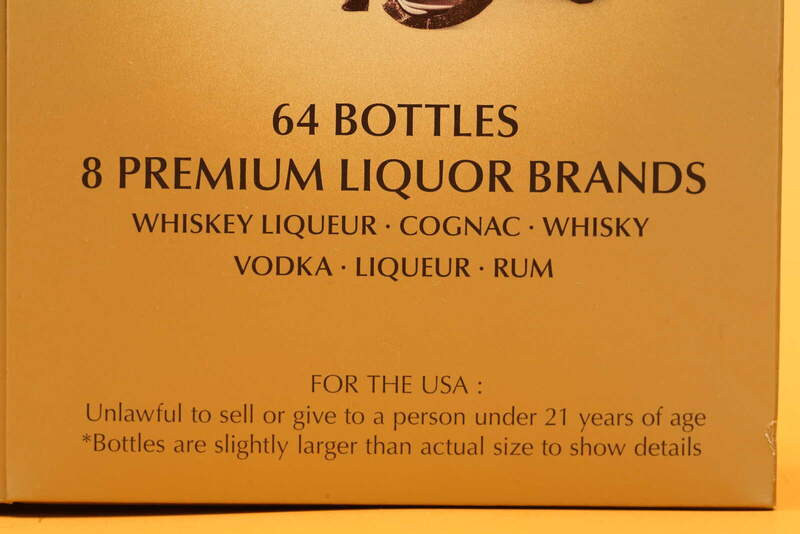 64 BOTTLES
8 PREMIUM LIQUOR BRANDS
WHISKEY LIQUEUR · COGNAC · WHISKY
VODKA · LIQUEUR · RUM
FOR THE USA :
Unlawful to sell or give to a person under 21 years of age
*Bottles are slightly larger than actual size to show details